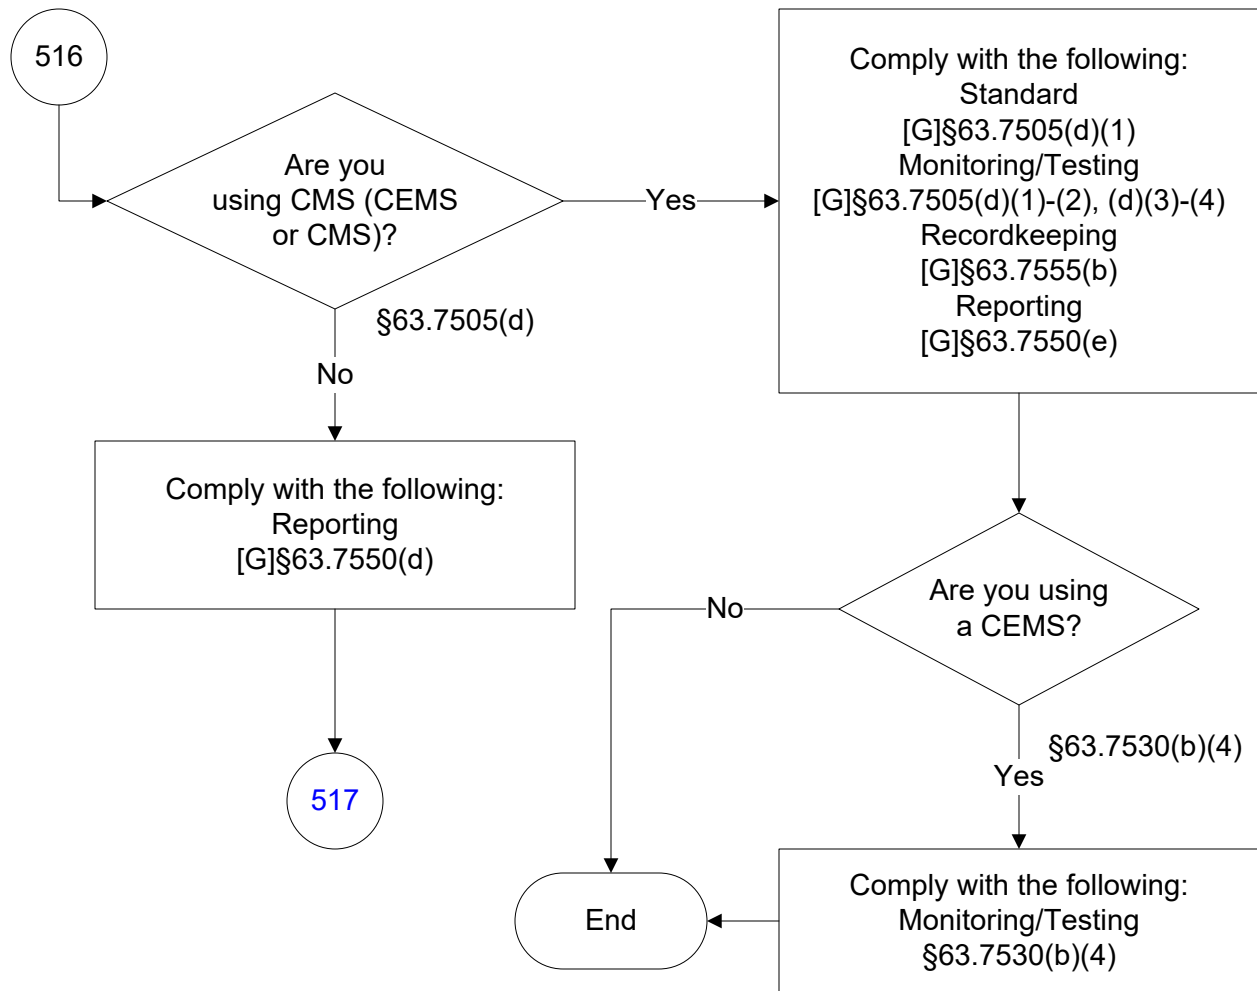 516
Are you
using CMS (CEMS
or CMS)?
§63.7505(d)
Yes
No
Comply with the following:
Standard
[G]§63.7505(d)(1)
Monitoring/Testing
[G]§63.7505(d)(1)-(2), (d)(3)-(4)
Recordkeeping
[G]§63.7555(b)
Reporting
[G]§63.7550(e)
Comply with the following:
Reporting
[G]§63.7550(d)
517
Are you using
a CEMS?
No
§63.7530(b)(4)
Yes
Comply with the following:
Monitoring/Testing
§63.7530(b)(4)
End